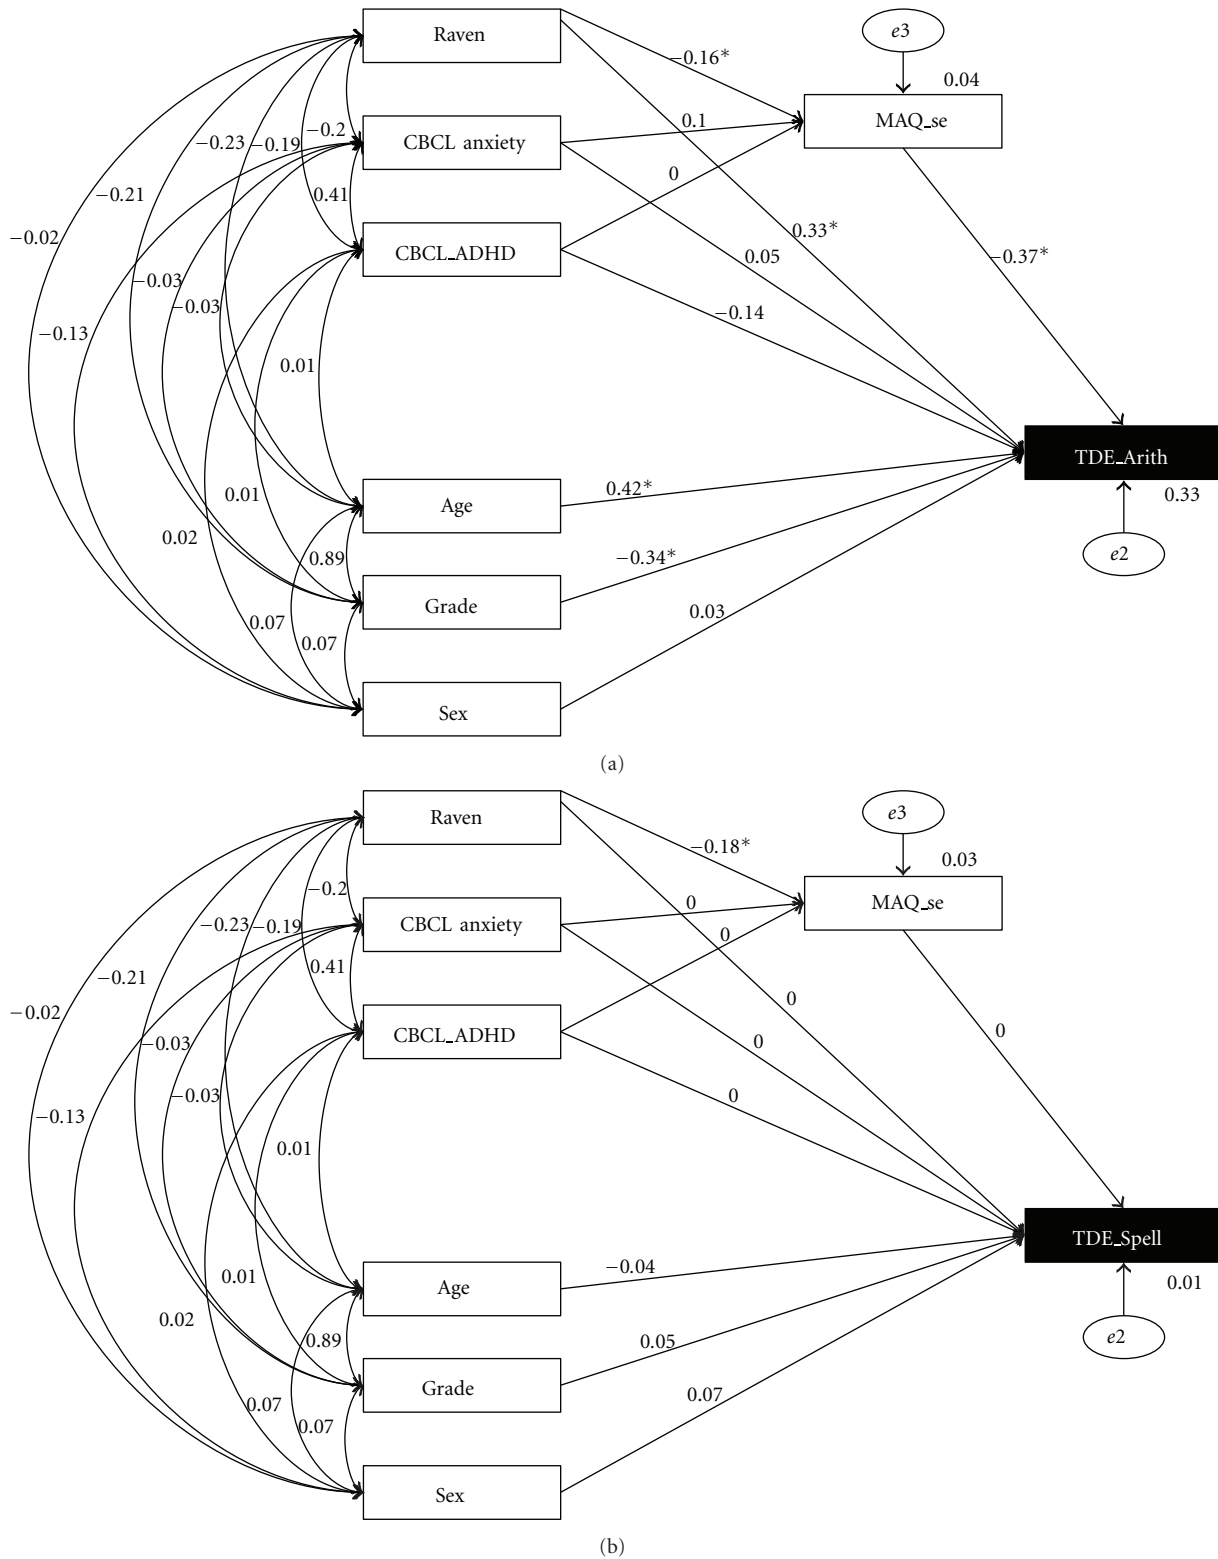 e3
Raven
0.04
−0.16*
MAQ_se
0.1
−0.2
−0.23
−0.19
CBCL anxiety
0
0.41
−0.21
−0.02
0.33*
CBCL_ADHD
0.05
−0.37*
−0.03
−0.03
−0.14
−0.13
0.01
TDE_Arith
0.42*
0.33
0.01
Age
0.02
e2
0.89
−0.34*
Grade
0.03
0.07
0.07
Sex
(a)
e3
Raven
−0.18*
0.03
−0.2
MAQ_se
0
−0.23
−0.19
CBCL anxiety
0
0.41
−0.21
0
−0.02
CBCL_ADHD
0
−0.03
0
−0.03
0
−0.13
0.01
TDE_Spell
−0.04
0.01
0.01
Age
0.02
e2
0.89
0.05
Grade
0.07
0.07
0.07
Sex
(b)